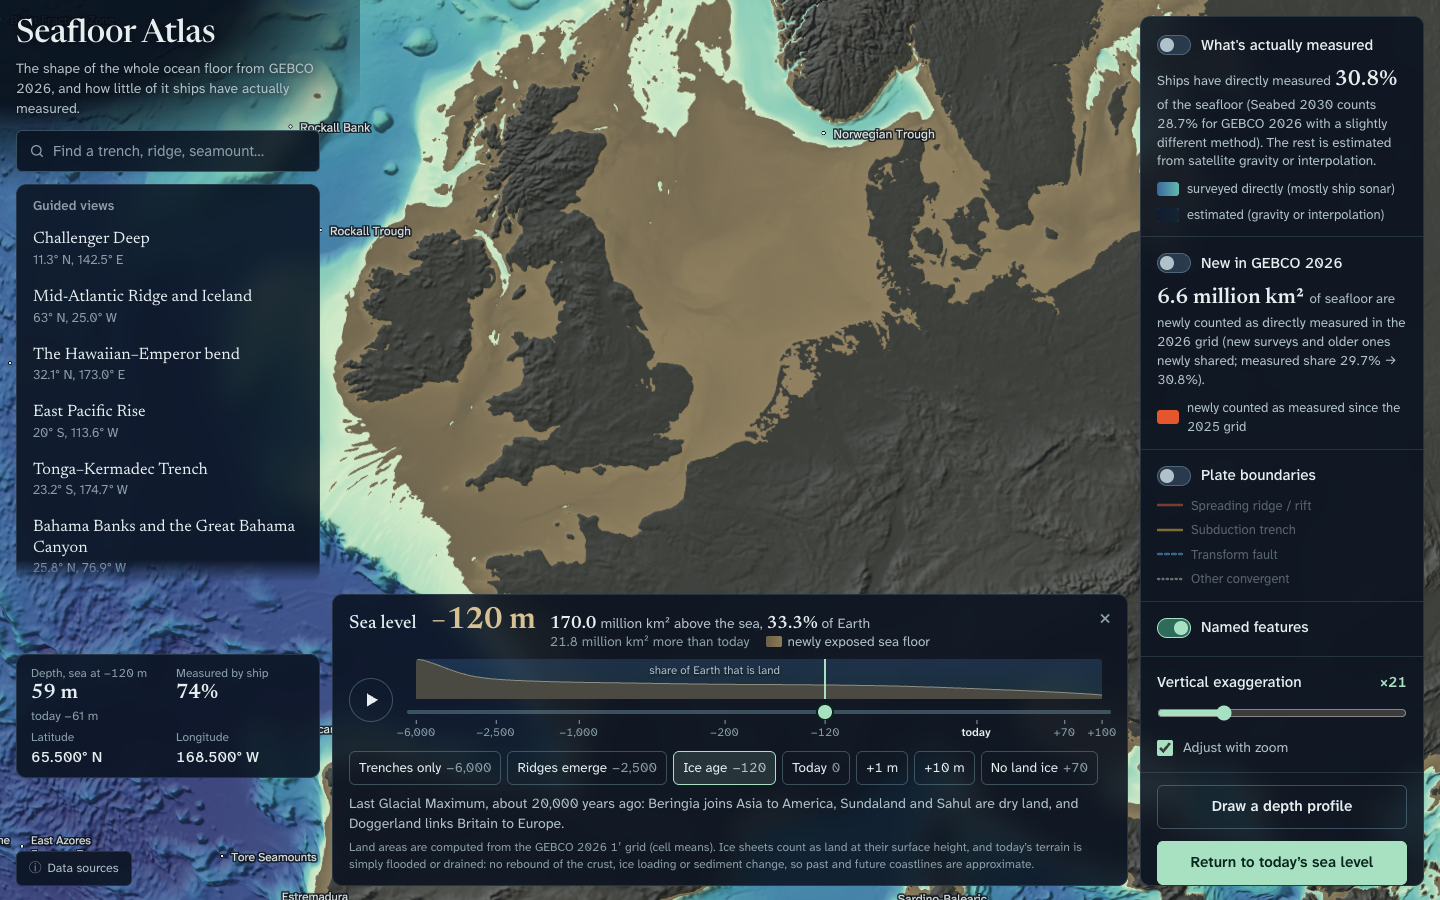 Seafloor Atlas
The shape of the whole ocean floor from GEBCO
2026, and how little of it ships have actually
measured.
Find a trench, ridge, seamount...
Guided views
Challenger Deep
11.3° N, 142.5° E
Mid-Atlantic Ridge and Iceland
63° N, 25.0° W
The Hawaiian–Emperor bend
32.1° N, 173.0° E
East Pacific Rise
20° S, 113.6° W
Tonga–Kermadec Trench
23.2° S, 174.7° W
Bahama Banks and the Great Bahama
Canyon
25.8° N, 76.9° W
Depth, sea at −120 m
59 m
today −61 m
Measured by ship
74%
Latitude
65.500° N
Longitude
168.500° W
East Azores
Tore Seamounts
Data sources
Estremadura
Rockall Bank
Rockall Trough
Norwegian Trough
Sardino-Balearic
Sea level −120 m
170.0 million km² above the sea, 33.3% of Earth
21.8 million km² more than today
newly exposed sea floor
share of Earth that is land
−6,000 −2,500 −1,000 −200 −120 today +70 +100
Trenches only −6,000
Ridges emerge −2,500
Ice age −120
Today 0
+1 m
+10 m
No land ice +70
Last Glacial Maximum, about 20,000 years ago: Beringia joins Asia to America, Sundaland and Sahul are dry land, and
Doggerland links Britain to Europe.
Land areas are computed from the GEBCO 2026 1′ grid (cell means). Ice sheets count as land at their surface height, and today's terrain is
simply flooded or drained: no rebound of the crust, ice loading or sediment change, so past and future coastlines are approximate.
What's actually measured
Ships have directly measured 30.8%
of the seafloor (Seabed 2030 counts
28.7% for GEBCO 2026 with a slightly
different method). The rest is estimated
from satellite gravity or interpolation.
surveyed directly (mostly ship sonar)
estimated (gravity or interpolation)
New in GEBCO 2026
6.6 million km² of seafloor are
newly counted as directly measured in the
2026 grid (new surveys and older ones
newly shared; measured share 29.7% →
30.8%).
newly counted as measured since the
2025 grid
Plate boundaries
Spreading ridge / rift
Subduction trench
Transform fault
Other convergent
Named features
Vertical exaggeration ×21
Adjust with zoom
Draw a depth profile
Return to today's sea level